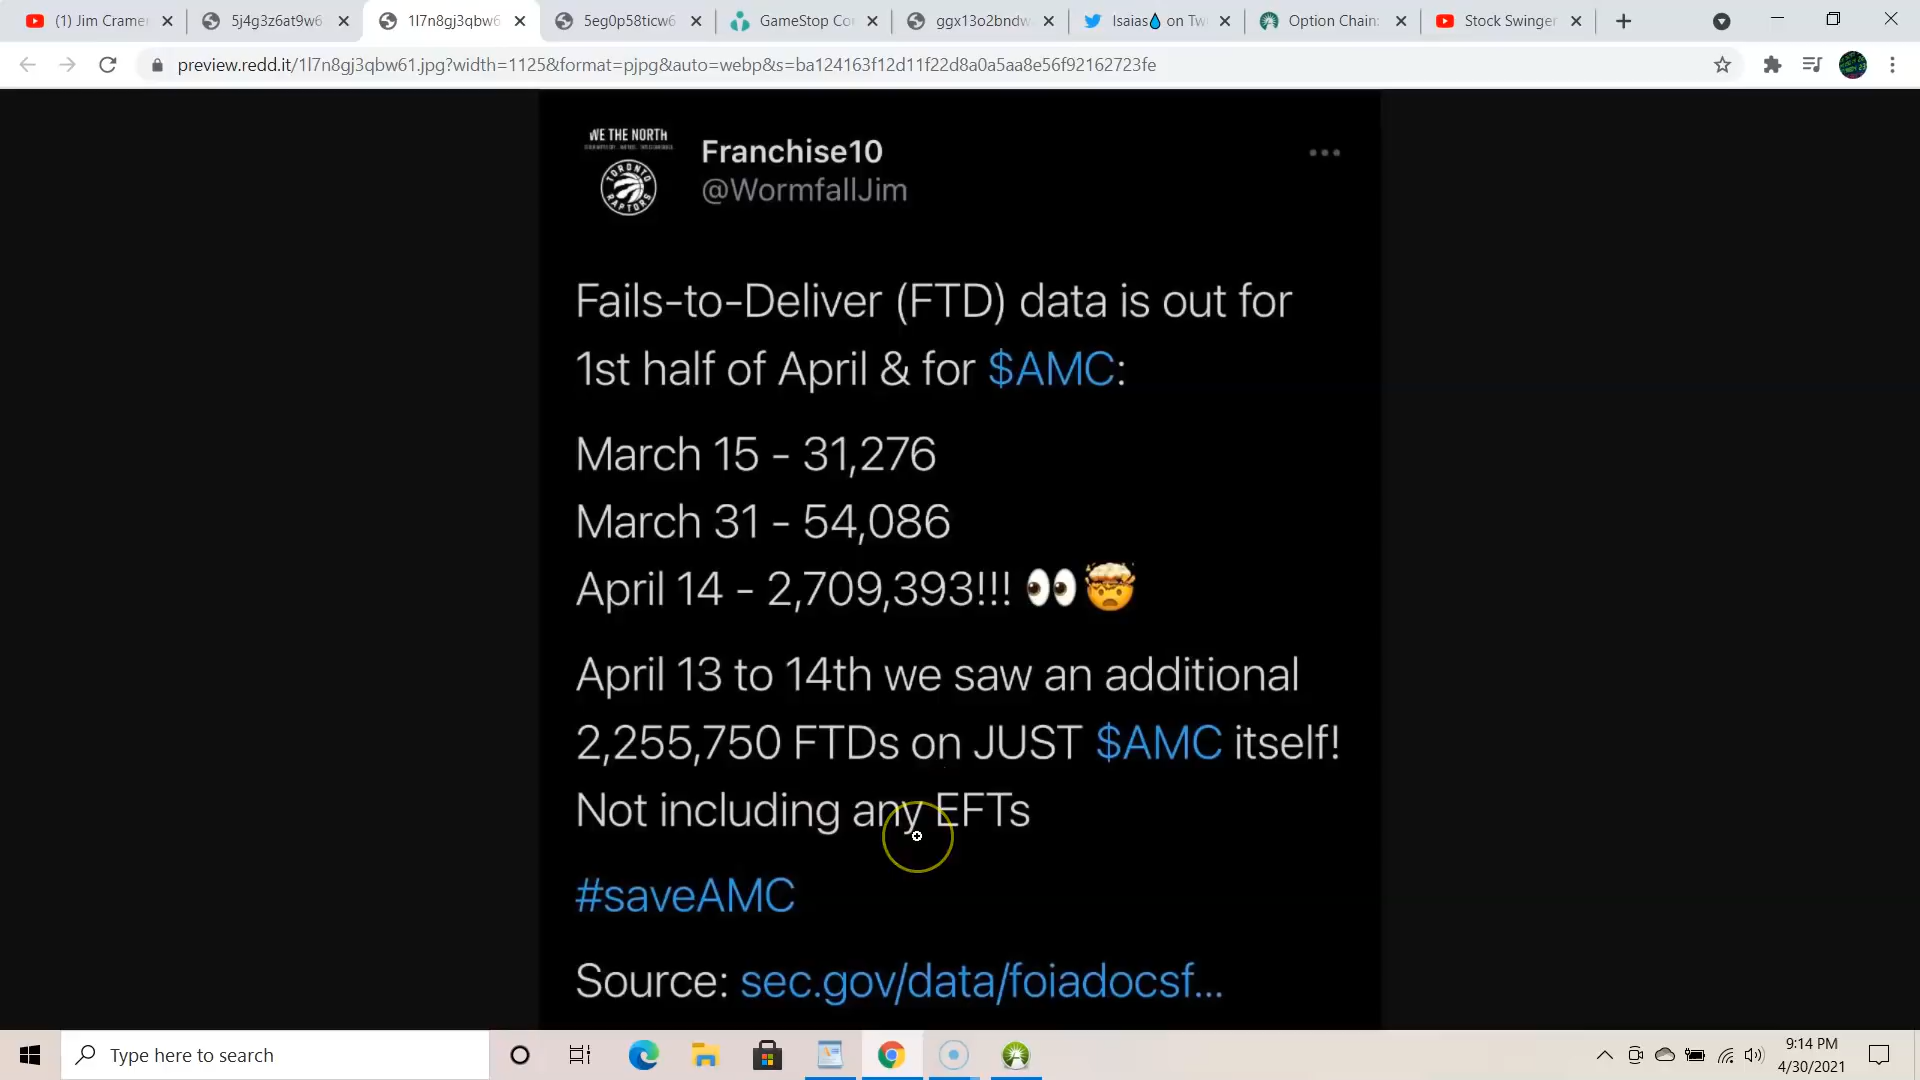 (1) Jim Cramer
5j4g3z6at9w6
1l7n8gj3qbw6
5eg0p58ticw6
GameStop Co
ggx13o2bndw
Isaias💧 on Tw
Option Chain:
Stock Swinger
preview.redd.it/1l7n8gj3qbw61.jpg?width=1125&format=pjpg&auto=webp&s=ba124163f12d11f22d8a0a5aa8e56f92162723fe
WE THE NORTH
TORONTO
RAPTORS
Franchise10
@WormfallJim
Fails-to-Deliver (FTD) data is out for
1st half of April & for $AMC:
March 15 - 31,276
March 31 - 54,086
April 14 - 2,709,393!!! 👀🤯
April 13 to 14th we saw an additional
2,255,750 FTDs on JUST $AMC itself!
Not including any EFTs
#saveAMC
Source: sec.gov/data/foiadocsf...
Type here to search
9:14 PM
4/30/2021